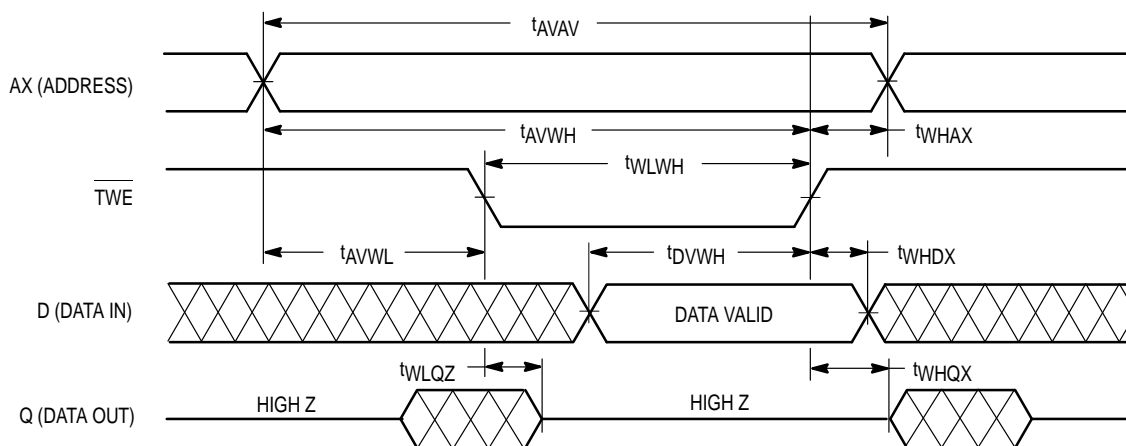 tAVAV
AX (ADDRESS)
tAVWH
tWHAX
tWLWH
TWE
tAVWL
tDVWH
tWHDX
D (DATA IN)
DATA VALID
tWLQZ
tWHQX
Q (DATA OUT)
HIGH Z
HIGH Z